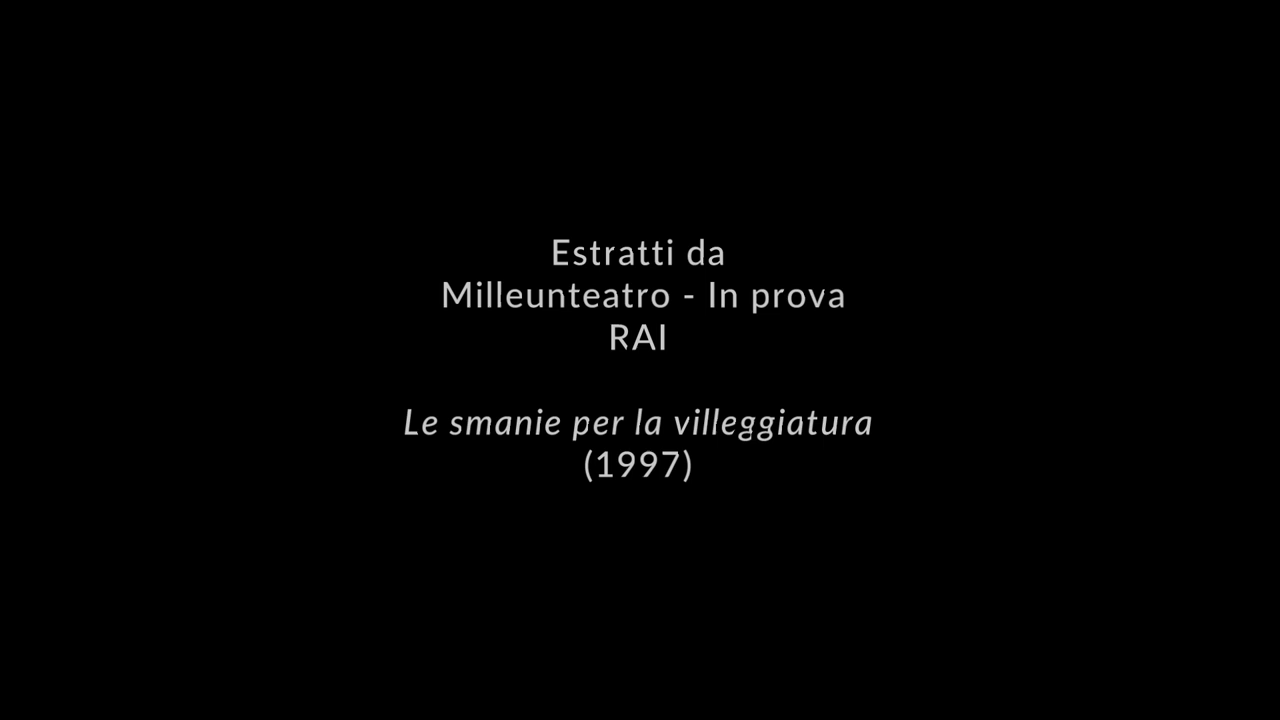 Estratti da
Milleunteatro - In prova
RAI
Le smanie per la villeggiatura
(1997)